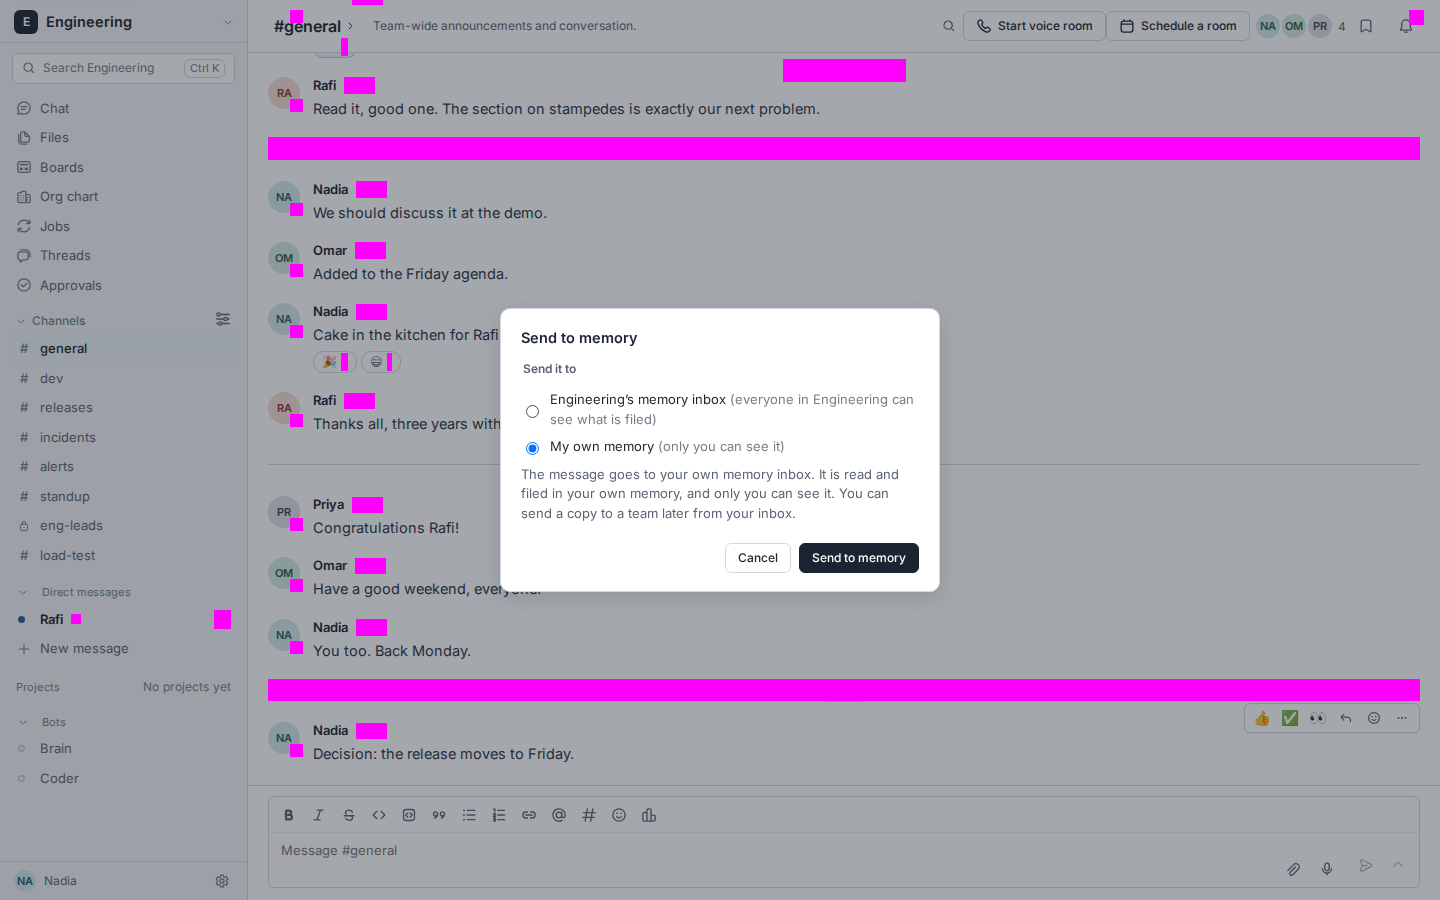 E Engineering
Search Engineering Ctrl K
Chat
Files
Boards
Org chart
Jobs
Threads
Approvals
Channels
# general
# dev
# releases
# incidents
# alerts
# standup
eng-leads
# load-test
Direct messages
Rafi
New message
Projects No projects yet
Bots
Brain
Coder
NA Nadia
#general
Team-wide announcements and conversation.
Start voice room
Schedule a room
NA OM PR 4
RA Rafi
Read it, good one. The section on stampedes is exactly our next problem.
NA Nadia
We should discuss it at the demo.
OM Omar
Added to the Friday agenda.
NA Nadia
Cake in the kitchen for Rafi
RA Rafi
Thanks all, three years with
PR Priya
Congratulations Rafi!
OM Omar
Have a good weekend, everyone.
NA Nadia
You too. Back Monday.
NA Nadia
Decision: the release moves to Friday.
Message #general
Send to memory
Send it to
Engineering’s memory inbox (everyone in Engineering can
see what is filed)
My own memory (only you can see it)
The message goes to your own memory inbox. It is read and
filed in your own memory, and only you can see it. You can
send a copy to a team later from your inbox.
Cancel
Send to memory